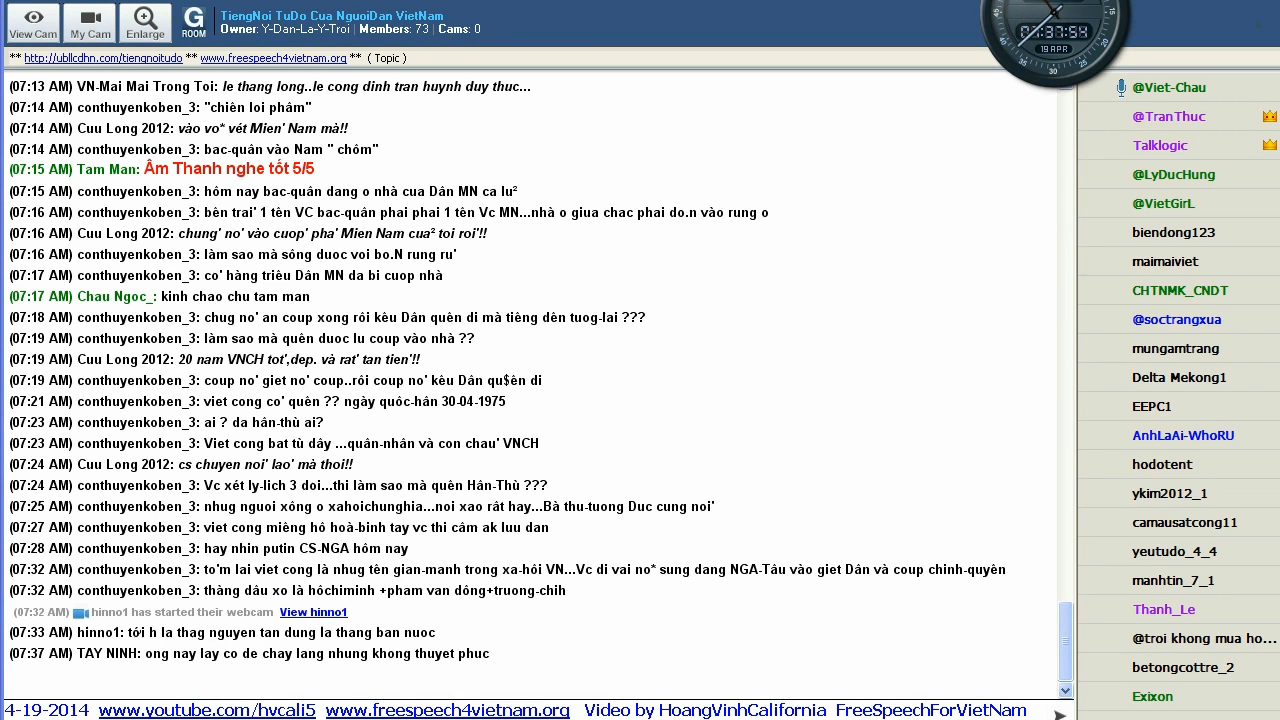 View Cam
My Cam
Enlarge
G
ROOM
TiengNoi TuDo Cua NguoiDan VietNam
Owner: Y-Dan-La-Y-Troi | Members: 73 | Cams: 0
07:37:54
19 APR
** http://ubllcdhn.com/tiengnoitudo ** www.freespeech4vietnam.org ** ( Topic )
(07:13 AM) VN-Mai Mai Trong Toi: le thang long..le cong dinh tran huynh duy thuc...
(07:14 AM) conthuyenkoben_3: "chiên loi phâm"
(07:14 AM) Cuu Long 2012: vào vo* vét Mien' Nam mà!!
(07:14 AM) conthuyenkoben_3: bac-quân vào Nam " chôm"
(07:15 AM) Tam Man: Âm Thanh nghe tốt 5/5
(07:15 AM) conthuyenkoben_3: hôm nay bac-quân dang o nhà cua Dân MN ca lu²
(07:16 AM) conthuyenkoben_3: bên trai' 1 tên VC bac-quân phai phai 1 tên Vc MN...nhà o giua chac phai do.n vào rung o
(07:16 AM) Cuu Long 2012: chung' no' vào cuop' pha' Mien Nam cua² toi roi'!!
(07:16 AM) conthuyenkoben_3: làm sao mà sông duoc voi bo.N rung ru'
(07:17 AM) conthuyenkoben_3: co' hàng triêu Dân MN da bi cuop nhà
(07:17 AM) Chau Ngoc_: kinh chao chu tam man
(07:18 AM) conthuyenkoben_3: chug no' an coup xong rôi kêu Dân quên di mà tiêng dên tuog-lai ???
(07:19 AM) conthuyenkoben_3: làm sao mà quên duoc lu coup vào nhà ??
(07:19 AM) Cuu Long 2012: 20 nam VNCH tot',dep. và rat' tan tien'!!
(07:19 AM) conthuyenkoben_3: coup no' giet no' coup..rôi coup no' kêu Dân qu$èn di
(07:21 AM) conthuyenkoben_3: viet cong co' quên ?? ngày quôc-hân 30-04-1975
(07:23 AM) conthuyenkoben_3: ai ? da hân-thù ai?
(07:23 AM) conthuyenkoben_3: Viet cong bat tù dây ...quân-nhân và con chau' VNCH
(07:24 AM) Cuu Long 2012: cs chuyen noi' lao' mà thoi!!
(07:24 AM) conthuyenkoben_3: Vc xét ly-lich 3 doi...thi làm sao mà quên Hân-Thù ???
(07:25 AM) conthuyenkoben_3: nhug nguoi xông o xahoichunghia...noi xao rât hay...Bà thu-tuong Duc cung noi'
(07:27 AM) conthuyenkoben_3: viet cong miêng hô hoà-binh tay vc thi câm ak luu dan
(07:28 AM) conthuyenkoben_3: hay nhin putin CS-NGA hôm nay
(07:32 AM) conthuyenkoben_3: to'm lai viet cong là nhug tên gian-manh trong xa-hôi VN...Vc di vai no* sung dang NGA-Tâu vào giet Dân và coup chinh-quyên
(07:32 AM) conthuyenkoben_3: thàng dâu xo là hôchiminh +pham van dông+truong-chih
(07:32 AM) hinno1 has started their webcam View hinno1
(07:33 AM) hinno1: tới h la thag nguyen tan dung la thang ban nuoc
(07:37 AM) TAY NINH: ong nay lay co de chay lang nhung khong thuyet phuc
@Viet-Chau
@TranThuc
Talklogic
@LyDucHung
@VietGirL
biendong123
maimaiviet
CHTNMK_CNDT
@soctrangxua
mungamtrang
Delta Mekong1
EEPC1
AnhLaAi-WhoRU
hodotent
ykim2012_1
camausatcong11
yeutudo_4_4
manhtin_7_1
Thanh_Le
@troi khong mua ho...
betongcottre_2
Exixon
4-19-2014 www.youtube.com/hvcali5 www.freespeech4vietnam.org Video by HoangVinhCalifornia FreeSpeechForVietNam